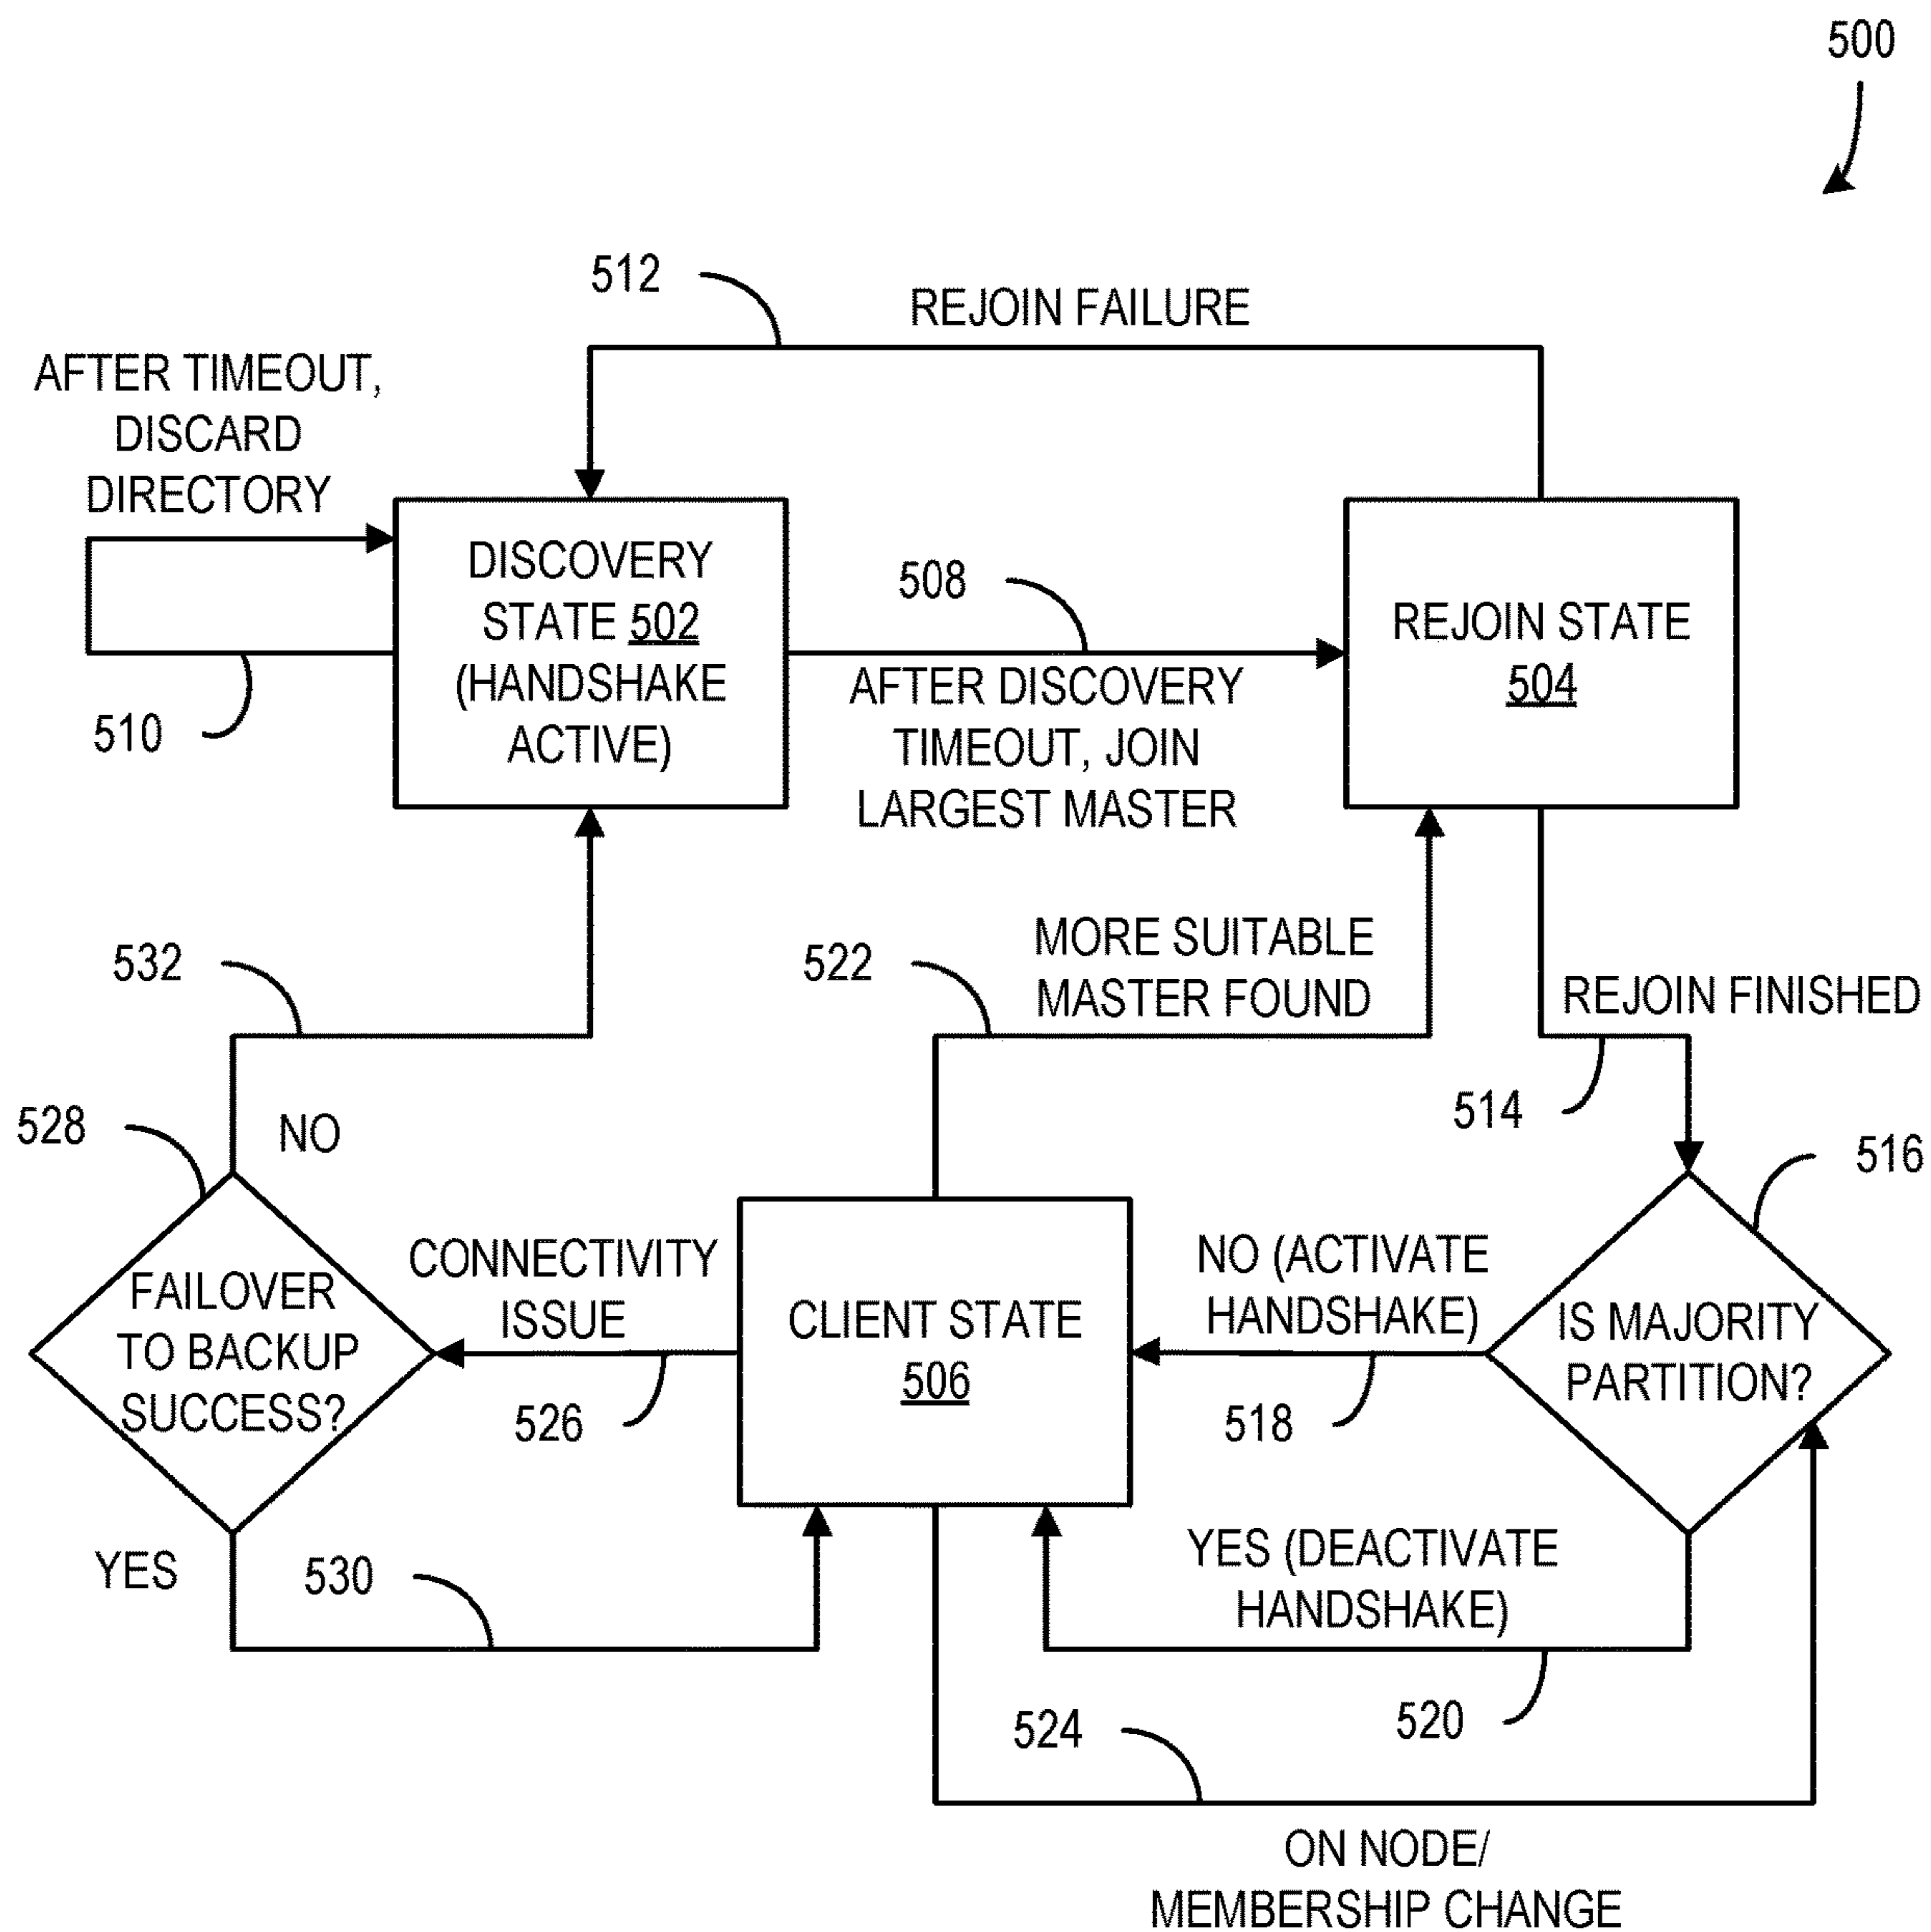 500
512
REJOIN FAILURE
AFTER TIMEOUT,
DISCARD
DIRECTORY
510
DISCOVERY
STATE 502
(HANDSHAKE
ACTIVE)
508
AFTER DISCOVERY
TIMEOUT, JOIN
LARGEST MASTER
REJOIN STATE
504
532
522
MORE SUITABLE
MASTER FOUND
REJOIN FINISHED
514
528
NO
516
FAILOVER
TO BACKUP
SUCCESS?
CONNECTIVITY
ISSUE
526
CLIENT STATE
506
NO (ACTIVATE
HANDSHAKE)
518
IS MAJORITY
PARTITION?
YES
530
YES (DEACTIVATE
HANDSHAKE)
520
524
ON NODE/
MEMBERSHIP CHANGE